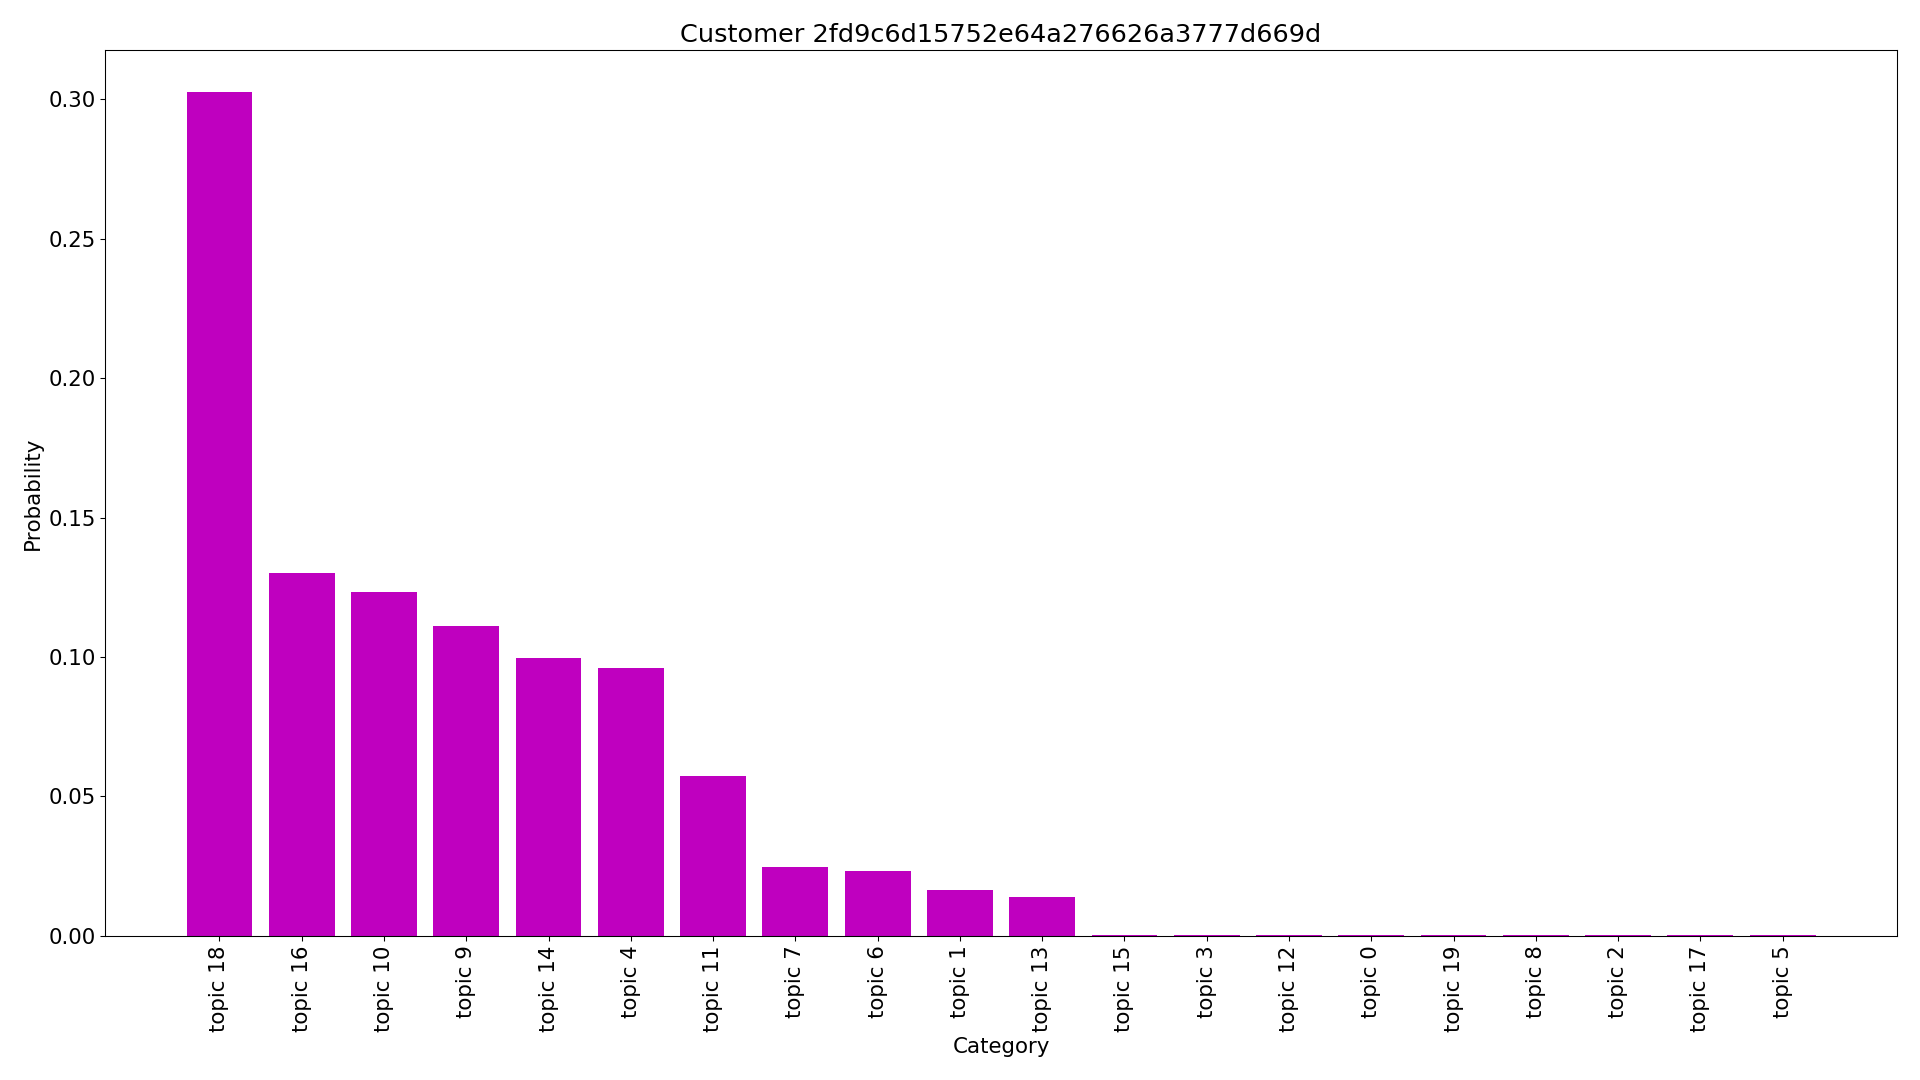 Customer 2fd9c6d15752e64a276626a3777d669d
Probability
0.30
0.25
0.20
0.15
0.10
0.05
0.00
topic 18
topic 16
topic 10
topic 9
topic 14
topic 4
topic 11
topic 7
topic 6
topic 1
topic 13
topic 15
topic 3
topic 12
topic 0
topic 19
topic 8
topic 2
topic 17
topic 5
Category